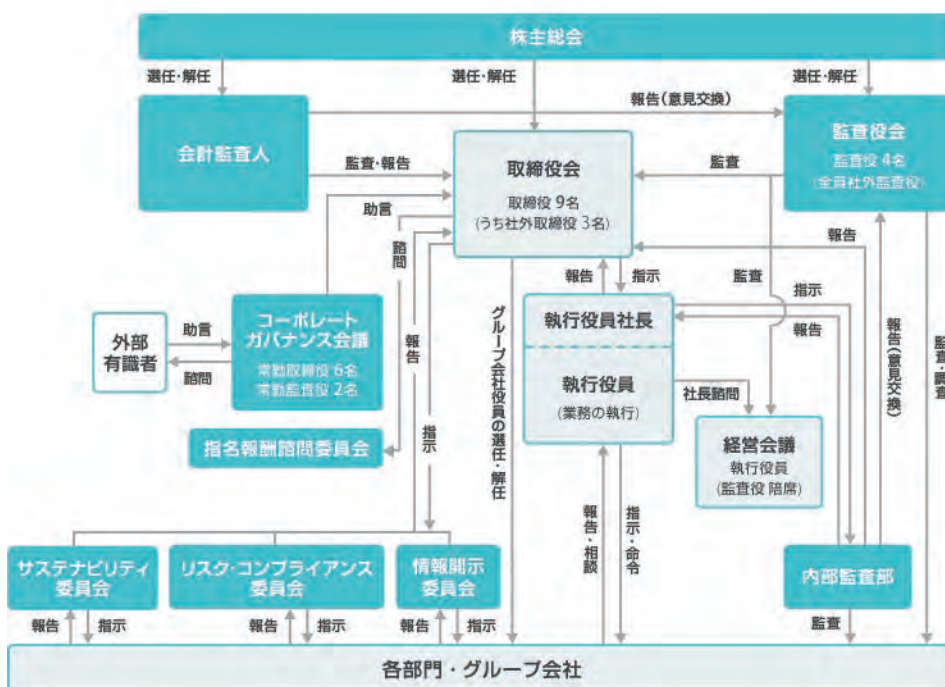 株主総会
選任・解任
選任・解任
選任・解任
会計監査人
報告(意見交換)
監査役会
監査役 4名
(全員社外監査役)
監査・報告
取締役会
取締役 9名
(うち社外取締役 3名)
監査
助言
諮問
報告
報告
指示
監査
指示
報告
外部
有識者
助言
諮問
コーポレート
ガバナンス会議
常勤取締役 6名
常勤監査役 2名
報告
グループ会社役員の選任・解任
執行役員社長
執行役員
(業務の執行)
社長諮問
報告(意見交換)
監査・調査
指名報酬諮問委員会
指示
経営会議
執行役員
(監査役 陪席)
報告・相談
指示・命令
サステナビリティ
委員会
リスク・コンプライアンス
委員会
情報開示
委員会
内部監査部
報告
指示
報告
指示
報告
指示
監査
各部門・グループ会社